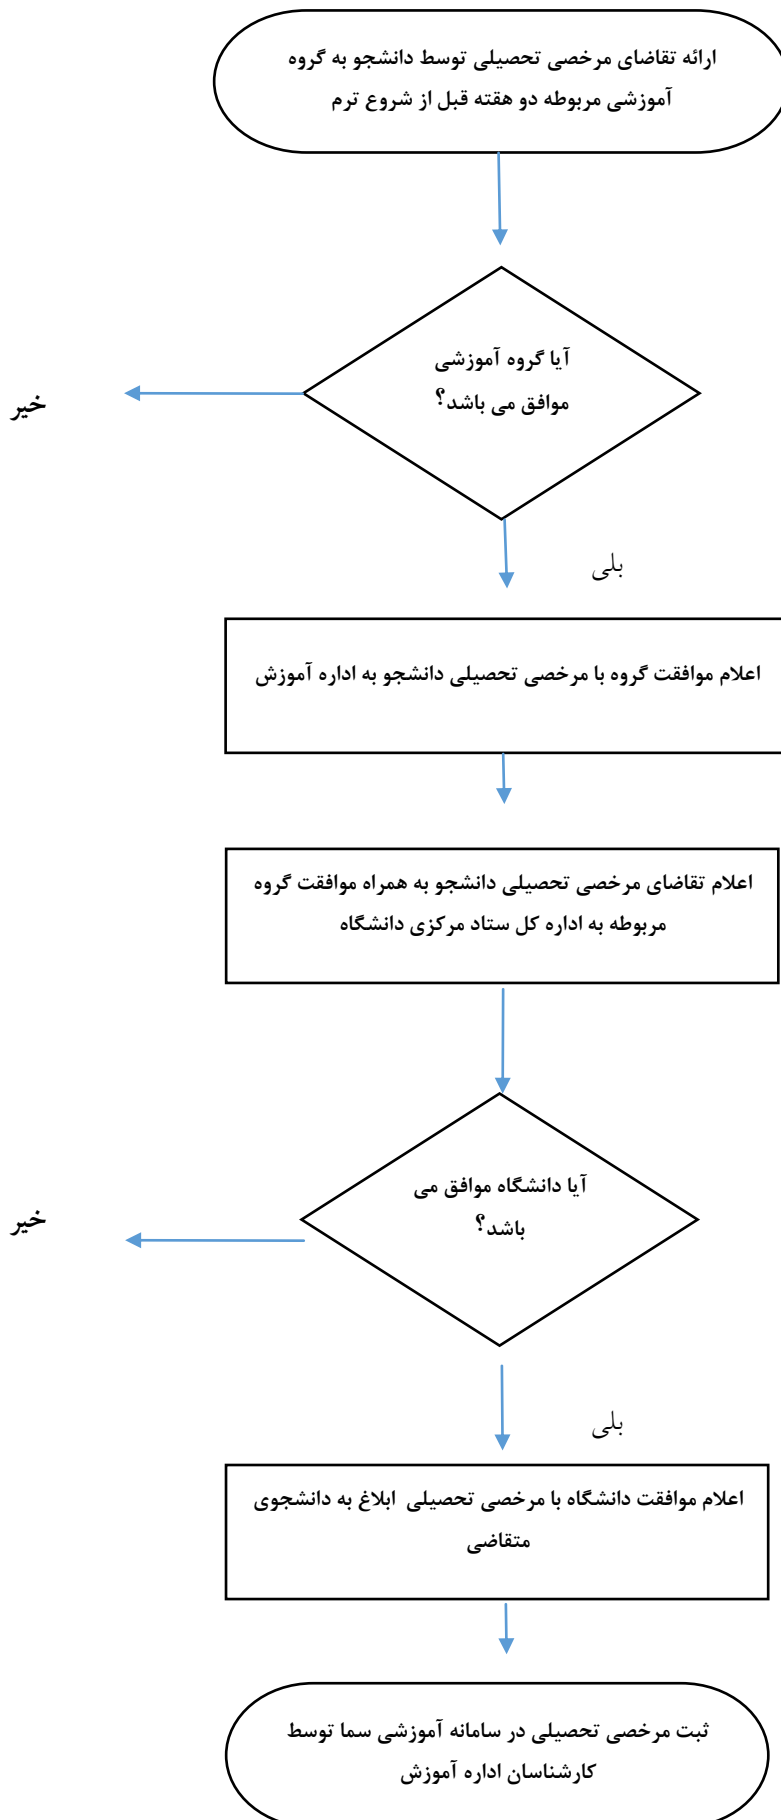 ارائه تقاضای مرخصی تحصیلی توسط دانشجو به گروه
آموزشی مربوطه دو هفته قبل از شروع ترم
آیا گروه آموزشی
موافق می باشد؟
خیر
بلی
اعلام موافقت گروه با مرخصی تحصیلی دانشجو به اداره آموزش
اعلام تقاضای مرخصی تحصیلی دانشجو به همراه موافقت گروه
مربوطه به اداره کل ستاد مرکزی دانشگاه
آیا دانشگاه موافق می
باشد؟
خیر
بلی
اعلام موافقت دانشگاه با مرخصی تحصیلی ابلاغ به دانشجوی
متقاضی
ثبت مرخصی تحصیلی در سامانه آموزشی سما توسط
کارشناسان اداره آموزش